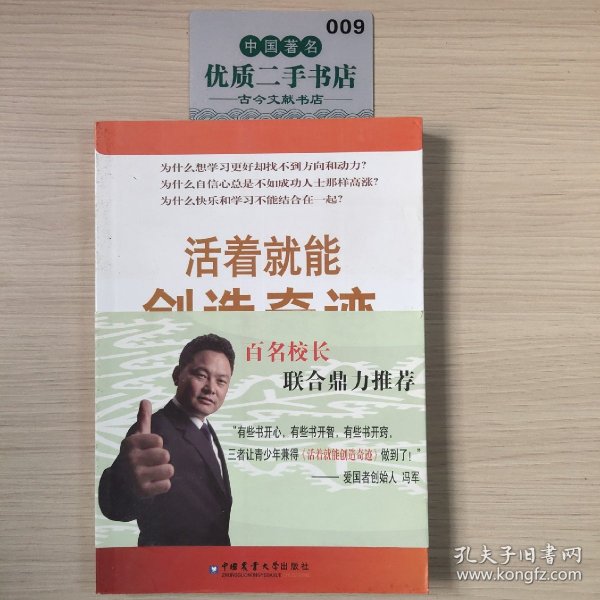 009
中国著名
优质二手书店
古今文献书店
为什么想学习更好却找不到方向和动力?
为什么自信心总是不如成功人士那样高涨?
为什么快乐和学习不能结合在一起?
活着就能
创造奇迹
百名校长
联合鼎力推荐
“有些书开心,有些书开智,有些书开窍,
三者让青少年兼得《活着就能创造奇迹》做到了!”
——爱国者创始人 冯军
中国农业大学出版社
ZHONGGUONONGYEDAXUE
孔夫子旧书网
www.kongfz.com